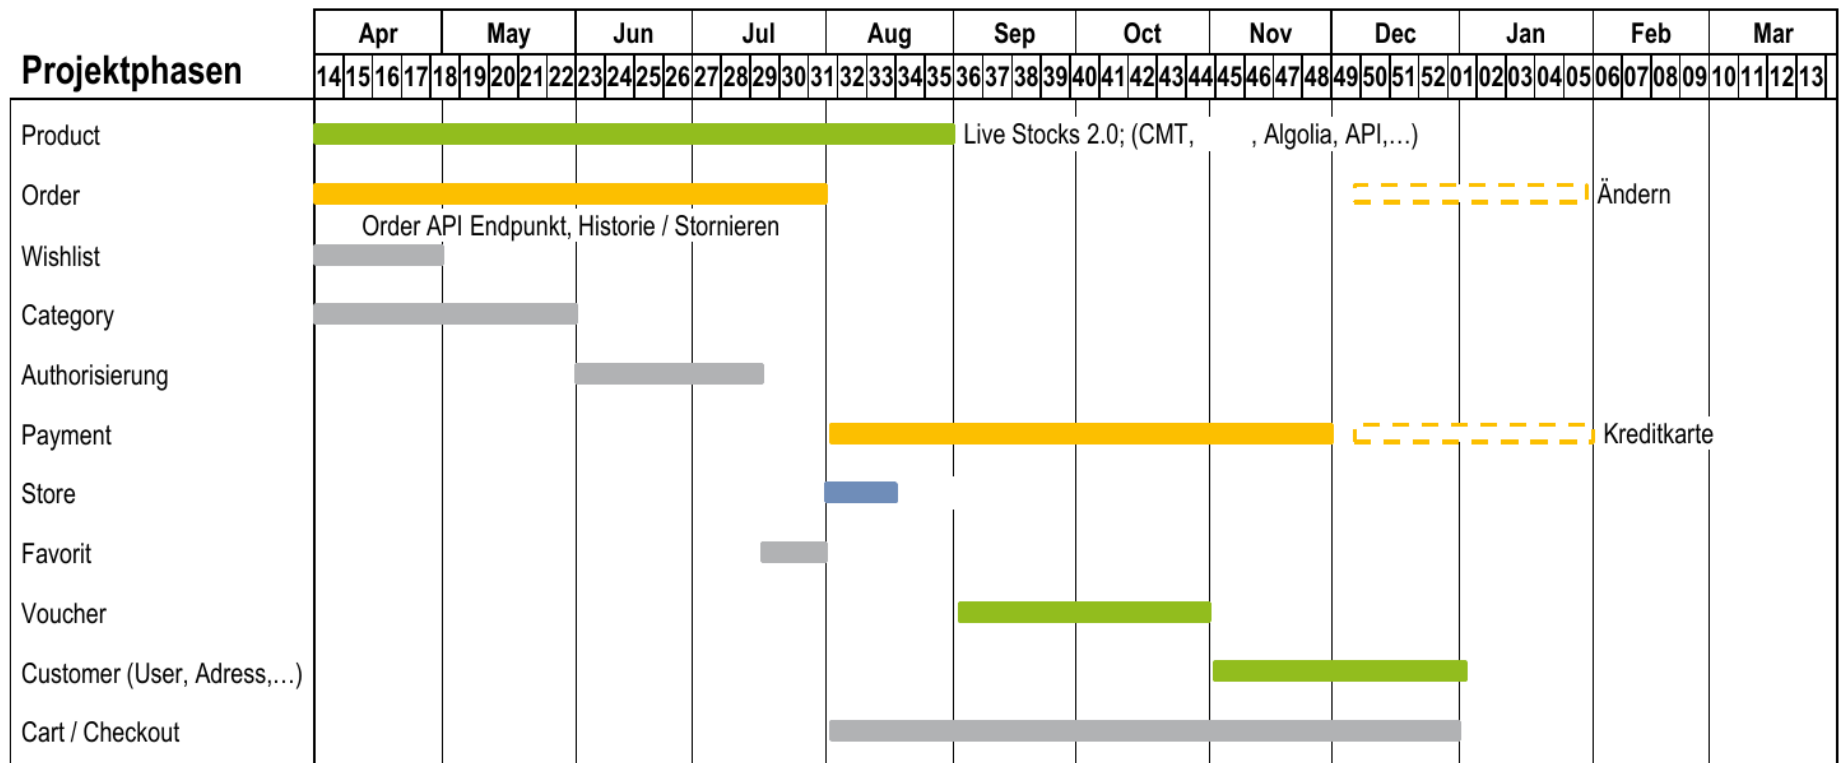 Apr May Jun Jul Aug Sep Oct Nov Dec Jan Feb Mar
Projektphasen
14 15 16 17 18 19 20 21 22 23 24 25 26 27 28 29 30 31 32 33 34 35 36 37 38 39 40 41 42 43 44 45 46 47 48 49 50 51 52 01 02 03 04 05 06 07 08 09 10 11 12 13
Product Live Stocks 2.0; (CMT, , Algolia, API,…)
Order Ändern
Order API Endpunkt, Historie / Stornieren
Wishlist
Category
Authorisierung
Payment Kreditkarte
Store
Favorit
Voucher
Customer (User, Adress,…)
Cart / Checkout